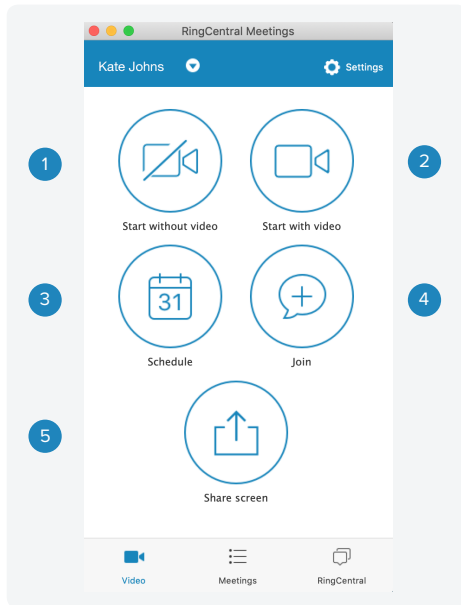 RingCentral Meetings
Kate Johns
Settings
1
2
Start without video
Start with video
3
31
4
Schedule
Join
5
Share screen
Video
Meetings
RingCentral